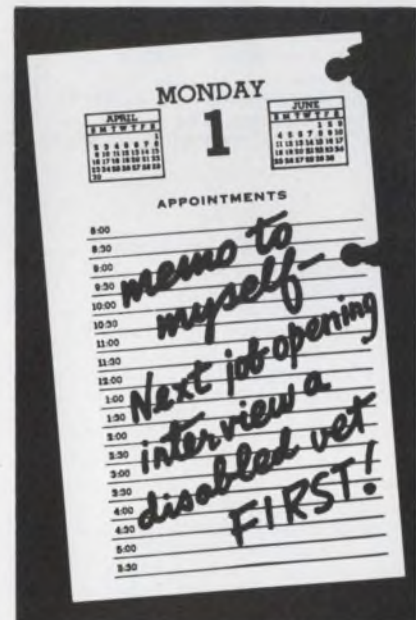 MONDAY
APRIL
1
JUNE
APPOINTMENTS
8:00
8:30
9:00
9:30
10:00
10:30
11:00
11:30
12:00
1:00
1:30
2:00
2:30
3:00
3:30
4:00
4:30
5:00
5:30
memo to
myself—
Next job opening
interview a
disabled vet
FIRST!